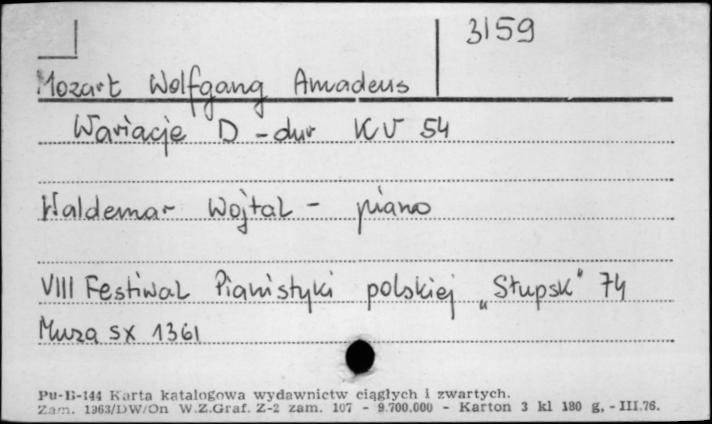 3159
Mozart Wolfgang Amadeus
Wariacje D-dur KV 54
Waldemar Wojtal - piano
VIII Festiwal Pianistyki polskiej „Słupsk" 74
Muza SX 1361
Pu-B-144 Karta katalogowa wydawnictw ciągłych i zwartych.
Zam. 1963/DW/On W.Z.Graf. Z-2 zam. 107 - 9.700.000 - Karton 3 kl 180 g. - III.76.